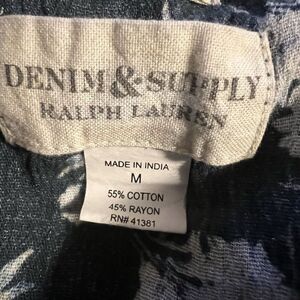 DENIM & SUPPLY
RALPH LAUREN
MADE IN INDIA
M
55% COTTON
45% RAYON
RN# 41381